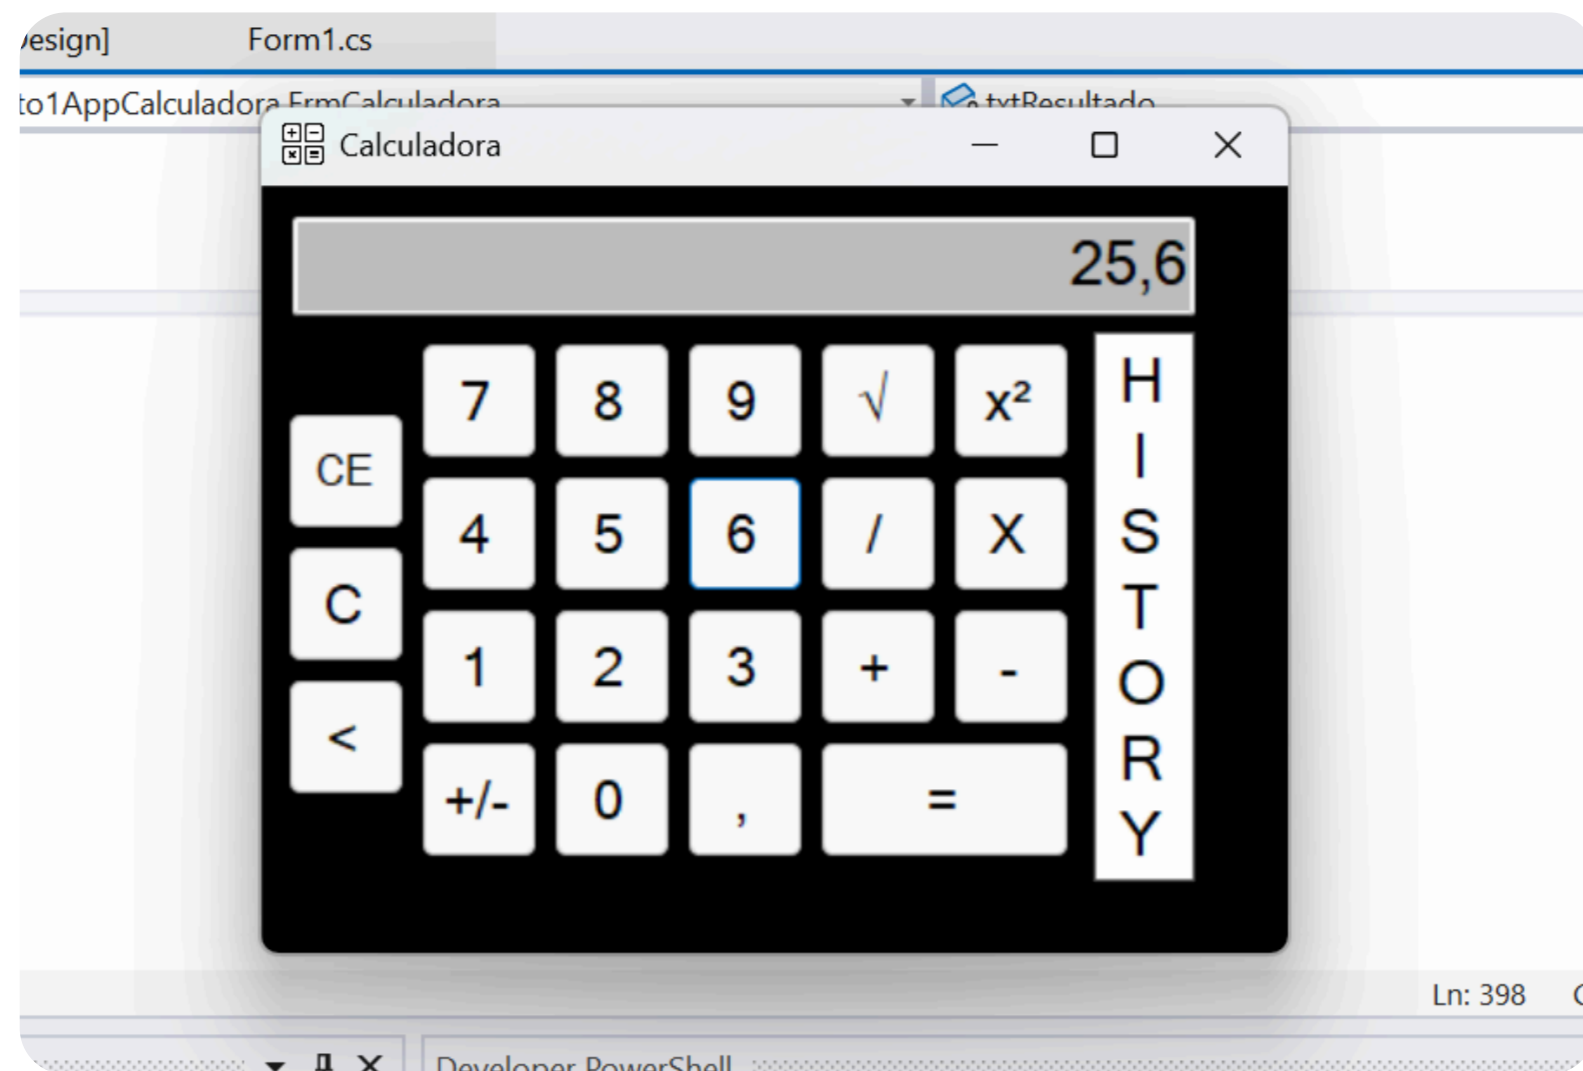 esign] Form1.cs
to1AppCalculadora.FrmCalculadora txtResultado
Calculadora
25,6
7 8 9 √ x²
CE
4 5 6 / X
C
1 2 3 + -
<
+/- 0 , =
H
I
S
T
O
R
Y
Ln: 398
Developer PowerShell